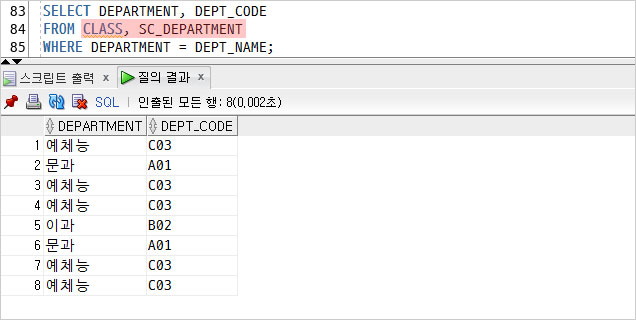 83 SELECT DEPARTMENT, DEPT_CODE
84 FROM CLASS, SC_DEPARTMENT
85 WHERE DEPARTMENT = DEPT_NAME;
스크립트 출력 x 질의 결과 x
SQL | 인출된 모든 행: 8(0,002초)
DEPARTMENT DEPT_CODE
1 예체능 C03
2 문과 A01
3 예체능 C03
4 예체능 C03
5 이과 B02
6 문과 A01
7 예체능 C03
8 예체능 C03